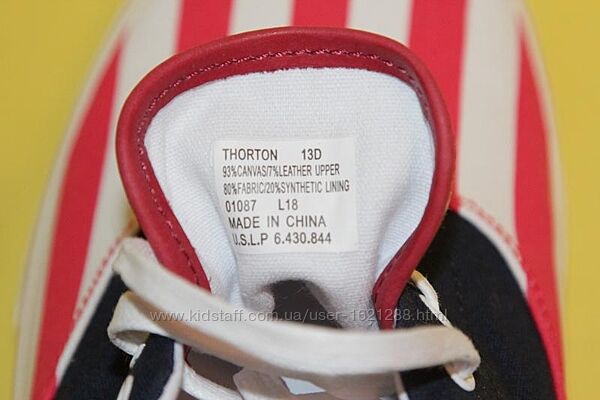 THORTON 13D
93%CANVAS/7%LEATHER UPPER
80%FABRIC/20%SYNTHETIC LINING
01087 L18
MADE IN CHINA
U.S.L.P 6.430.844
www.kidstaff.com.ua/user-1921288.html